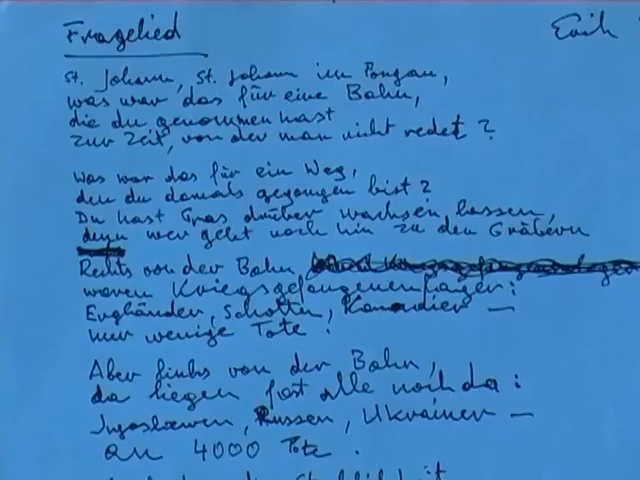 Fragelied
Erich
St. Johann, St. Johann im Pongau,
was war das für eine Bahn,
die du genommen hast
zur Zeit, von der man nicht redet?
Was war das für ein Weg,
den du damals gegangen bist?
Du hast Gras drüber wachsen lassen,
denn wer geht noch hin zu den Gräbern
Rechts von der Bahn,
waren Kriegsgefangenenlager:
Engländer, Schotten, Kanadier —
nur wenige Tote.
Aber links von der Bahn,
da liegen fast alle noch da:
Jugoslawen, Russen, Ukrainer —
an 4000 Tote.